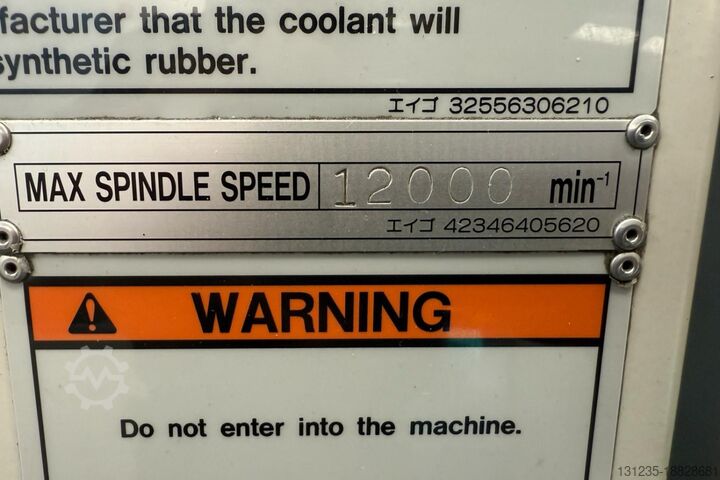 facturer that the coolant will
synthetic rubber.
エイゴ 32556306210
MAX SPINDLE SPEED 12000 min⁻¹
エイゴ 42346405620
WARNING
Do not enter into the machine.
131235-18828681